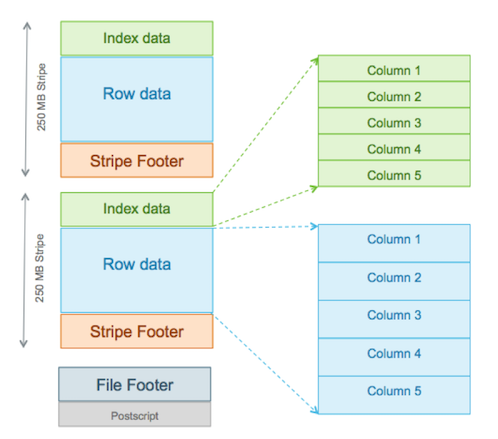 250 MB Stripe
Index data
Row data
Stripe Footer
250 MB Stripe
Index data
Row data
Stripe Footer
File Footer
Postscript
Column 1
Column 2
Column 3
Column 4
Column 5
Column 1
Column 2
Column 3
Column 4
Column 5